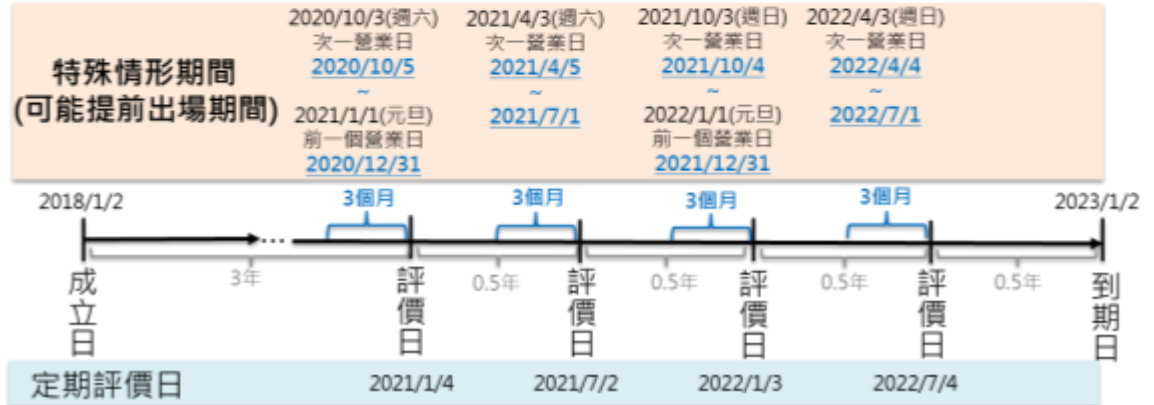 特殊情形期間
(可能提前出場期間)
2020/10/3(週六)
次一營業日
2020/10/5
~
2021/1/1(元旦)
前一個營業日
2020/12/31
2021/4/3(週六)
次一營業日
2021/4/5
~
2021/7/1
2021/10/3(週日)
次一營業日
2021/10/4
~
2022/1/1(元旦)
前一個營業日
2021/12/31
2022/4/3(週日)
次一營業日
2022/4/4
~
2022/7/1
2018/1/2
3個月
3個月
3個月
3個月
2023/1/2
...
3年
0.5年
0.5年
0.5年
0.5年
成立日
評價日
評價日
評價日
評價日
到期日
定期評價日
2021/1/4
2021/7/2
2022/1/3
2022/7/4